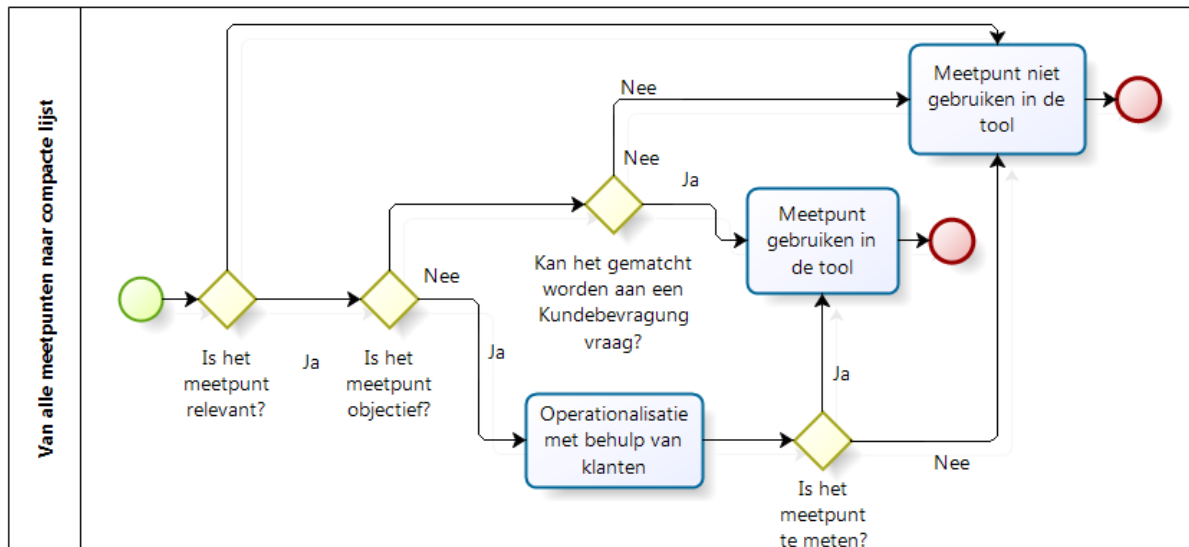 Van alle meetpunten naar compacte lijst
Meetpunt niet
gebruiken in de
tool
Nee
Nee
Ja
Meetpunt
gebruiken in
de tool
Kan het gematcht
worden aan een
Kundebevragung
vraag?
Nee
Is het
meetpunt
relevant?
Ja
Is het
meetpunt
objectief?
Ja
Operationalisatie
met behulp van
klanten
Ja
Nee
Is het
meetpunt
te meten?